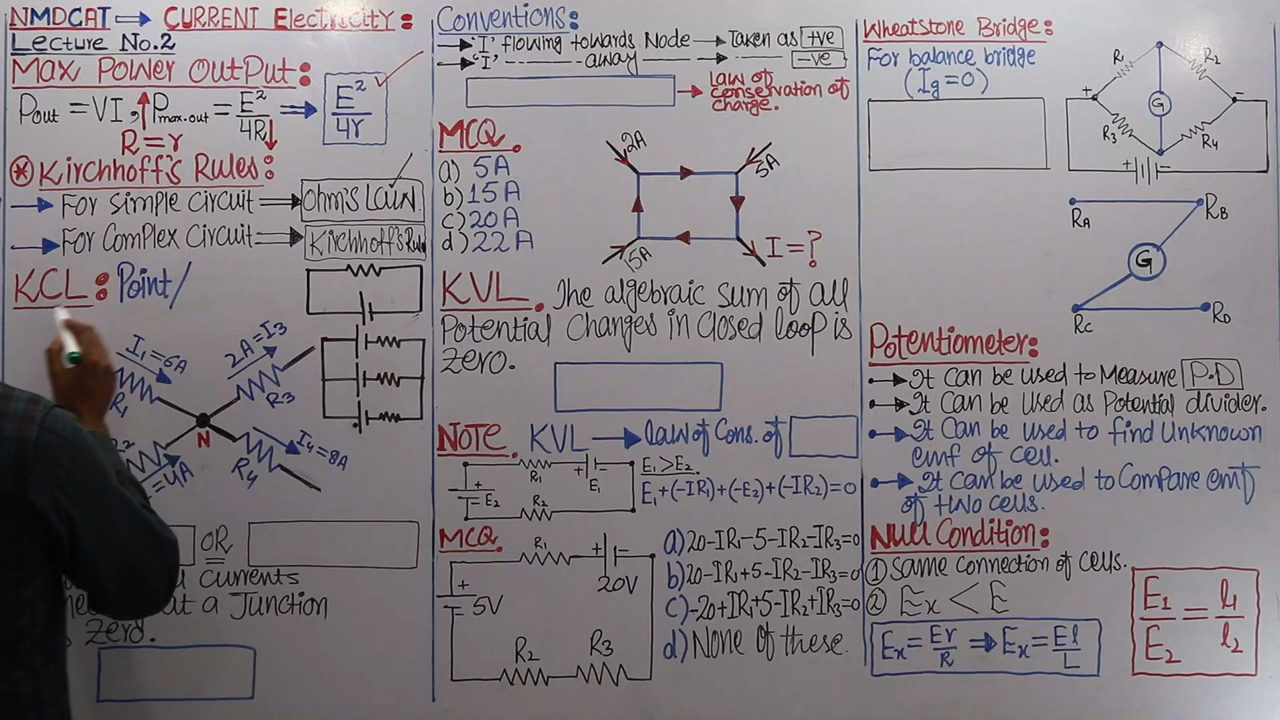 NMDCAT → CURRENT Electricity:
Lecture No.2
Max Power OutPut:
Pout = VI, Pmax.out = E²/4R ⇒ E²/4r
R = r
* Kirchhoff's Rules:
→ For Simple Circuit ⇒ Ohm's Law
→ For Complex Circuit ⇒ Kirchhoff's Rule
KCL: Point/
I₁=6A
2A=I₃
R₁
R₃
N
R₄
I₄=8A
=4A
OR
currents
at a Junction
zero.
Conventions:
→ 'I' flowing towards Node → Taken as +ve
→ 'I' ------ away ------ -ve
→ Law of conservation of charge.
MCQ.
a) 5A
b) 15A
c) 20A
d) 22A
2A
5A
15A
I = ?
KVL. The algebraic sum of all
Potential Changes in Closed loop is
zero.
NOTE. KVL → law of Cons. of
R₁
+ -
E₁
E₂
R₂
E₁>E₂.
E₁+(-IR₁)+(-E₂)+(-IR₂)=0
MCQ.
R₁
+ -
20V
+
5V
R₂
R₃
a) 20-IR₁-5-IR₂-IR₃=0
b) 20-IR₁+5-IR₂-IR₃=0
c) -20+IR₁+5-IR₂+IR₃=0
d) None of these.
Wheatstone Bridge:
For balance bridge
(Ig=0)
R₁
R₂
+ -
G
R₃
R₄
+ -
RA
RB
G
RC
RD
Potentiometer:
→ It can be used to Measure P.D
→ It Can be used as Potential divider.
→ It Can be used to find Unknown
emf of cell.
→ It can be used to Compare emf
of two cells.
Null Condition:
① Same connection of cells.
② Ex < E
Ex = Er/R ⇒ Ex = El/L
E₁/E₂ = l₁/l₂